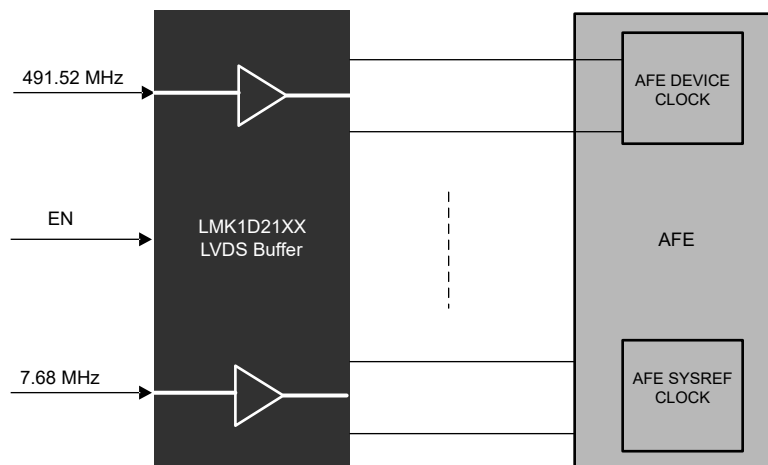 491.52 MHz
AFE DEVICE
CLOCK
EN
LMK1D21XX
LVDS Buffer
AFE
7.68 MHz
AFE SYSREF
CLOCK